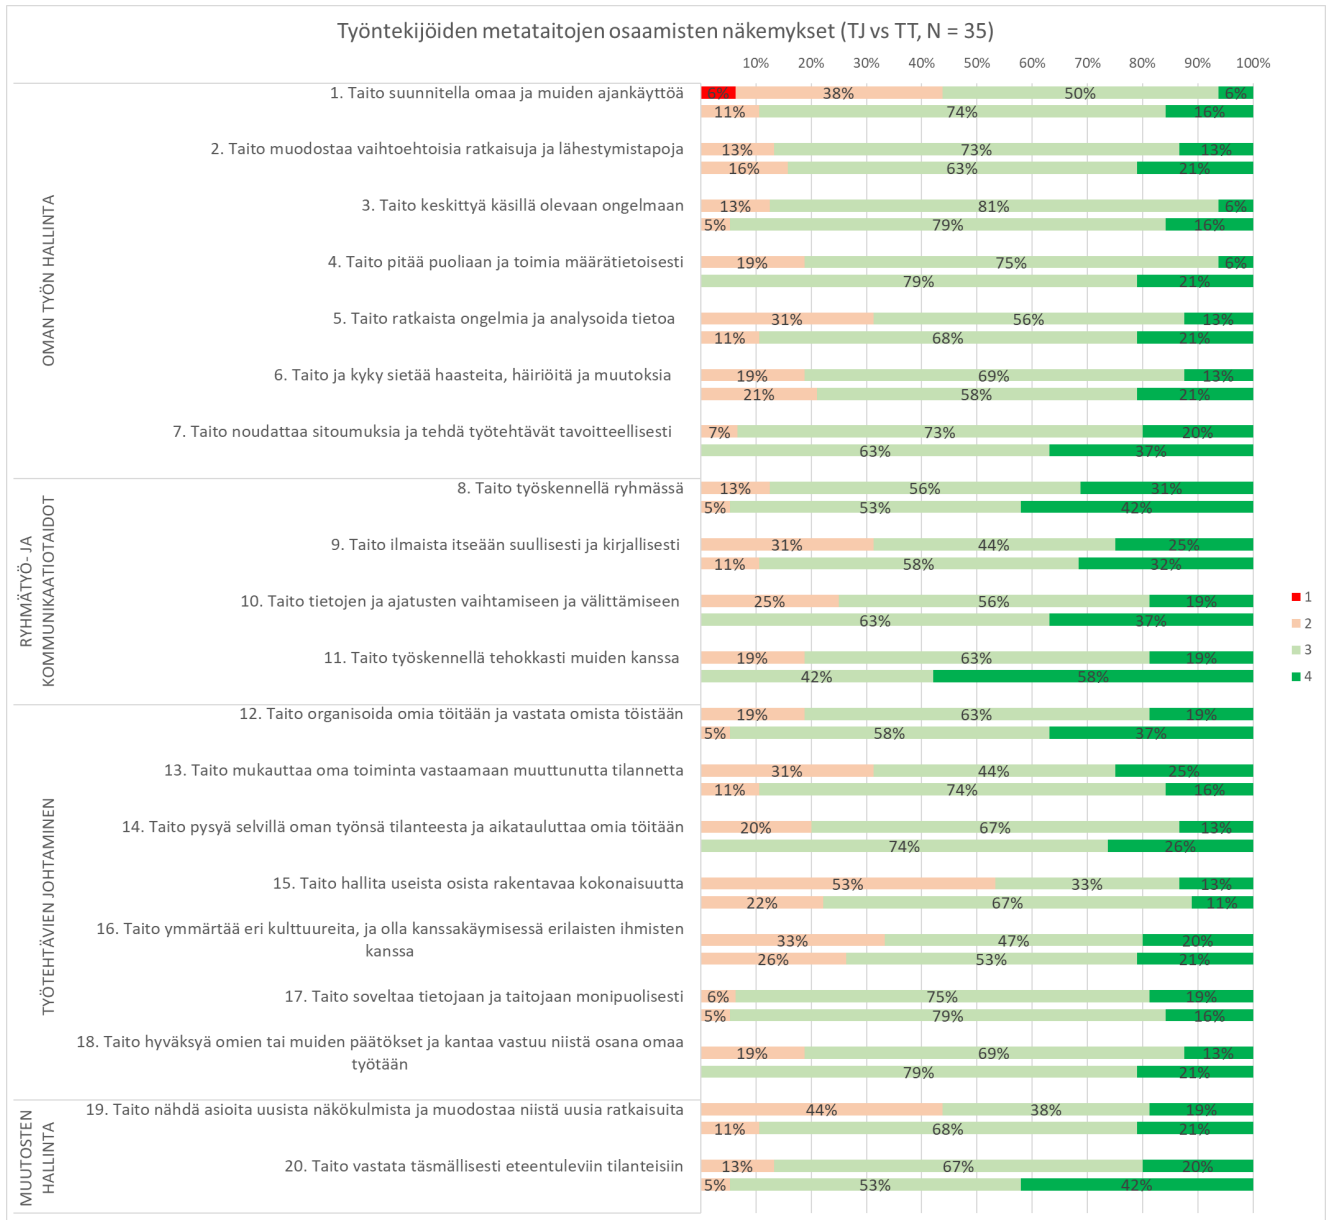 Työntekijöiden metataitojen osaamisten näkemykset (TJ vs TT, N = 35)
10% 20% 30% 40% 50% 60% 70% 80% 90% 100%
OMAN TYÖN HALLINTA
1. Taito suunnitella omaa ja muiden ajankäyttöä
6% 38% 50% 6%
11% 74% 16%
2. Taito muodostaa vaihtoehtoisia ratkaisuja ja lähestymistapoja
13% 73% 13%
16% 63% 21%
3. Taito keskittyä käsillä olevaan ongelmaan
13% 81% 6%
5% 79% 16%
4. Taito pitää puoliaan ja toimia määrätietoisesti
19% 75% 6%
79% 21%
5. Taito ratkaista ongelmia ja analysoida tietoa
31% 56% 13%
11% 68% 21%
6. Taito ja kyky sietää haasteita, häiriöitä ja muutoksia
19% 69% 13%
21% 58% 21%
7. Taito noudattaa sitoumuksia ja tehdä työtehtävät tavoitteellisesti
7% 73% 20%
63% 37%
RYHMÄTYÖ- JA
KOMMUNIKAATIOTAIDOT
8. Taito työskennellä ryhmässä
13% 56% 31%
5% 53% 42%
9. Taito ilmaista itseään suullisesti ja kirjallisesti
31% 44% 25%
11% 58% 32%
10. Taito tietojen ja ajatusten vaihtamiseen ja välittämiseen
25% 56% 19%
63% 37%
11. Taito työskennellä tehokkasti muiden kanssa
19% 63% 19%
42% 58%
TYÖTEHTÄVIEN JOHTAMINEN
12. Taito organisoida omia töitään ja vastata omista töistään
19% 63% 19%
5% 58% 37%
13. Taito mukauttaa oma toiminta vastaamaan muuttunutta tilannetta
31% 44% 25%
11% 74% 16%
14. Taito pysyä selvillä oman työnsä tilanteesta ja aikatauluttaa omia töitään
20% 67% 13%
74% 26%
15. Taito hallita useista osista rakentavaa kokonaisuutta
53% 33% 13%
22% 67% 11%
16. Taito ymmärtää eri kulttuureita, ja olla kanssakäymisessä erilaisten ihmisten
kanssa
33% 47% 20%
26% 53% 21%
17. Taito soveltaa tietojaan ja taitojaan monipuolisesti
6% 75% 19%
5% 79% 16%
18. Taito hyväksyä omien tai muiden päätökset ja kantaa vastuu niistä osana omaa
työtään
19% 69% 13%
79% 21%
MUUTOSTEN
HALLINTA
19. Taito nähdä asioita uusista näkökulmista ja muodostaa niistä uusia ratkaisuita
44% 38% 19%
11% 68% 21%
20. Taito vastata täsmällisesti eteentuleviin tilanteisiin
13% 67% 20%
5% 53% 42%
1
2
3
4